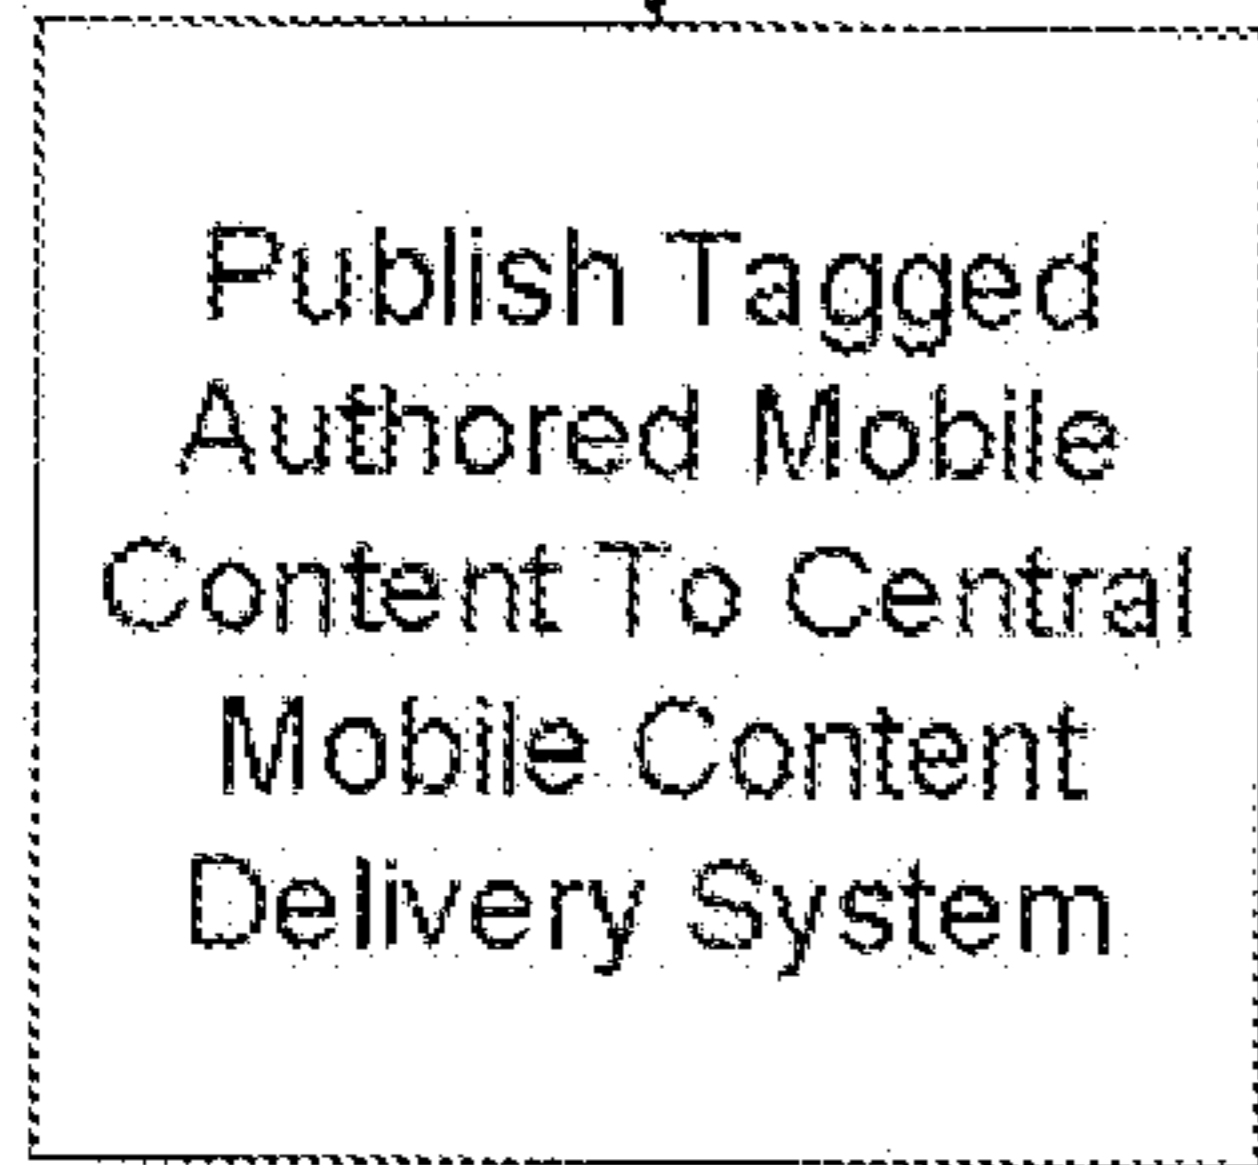 Publish Tagged
Authored Mobile
Content To Central
Mobile Content
Delivery System